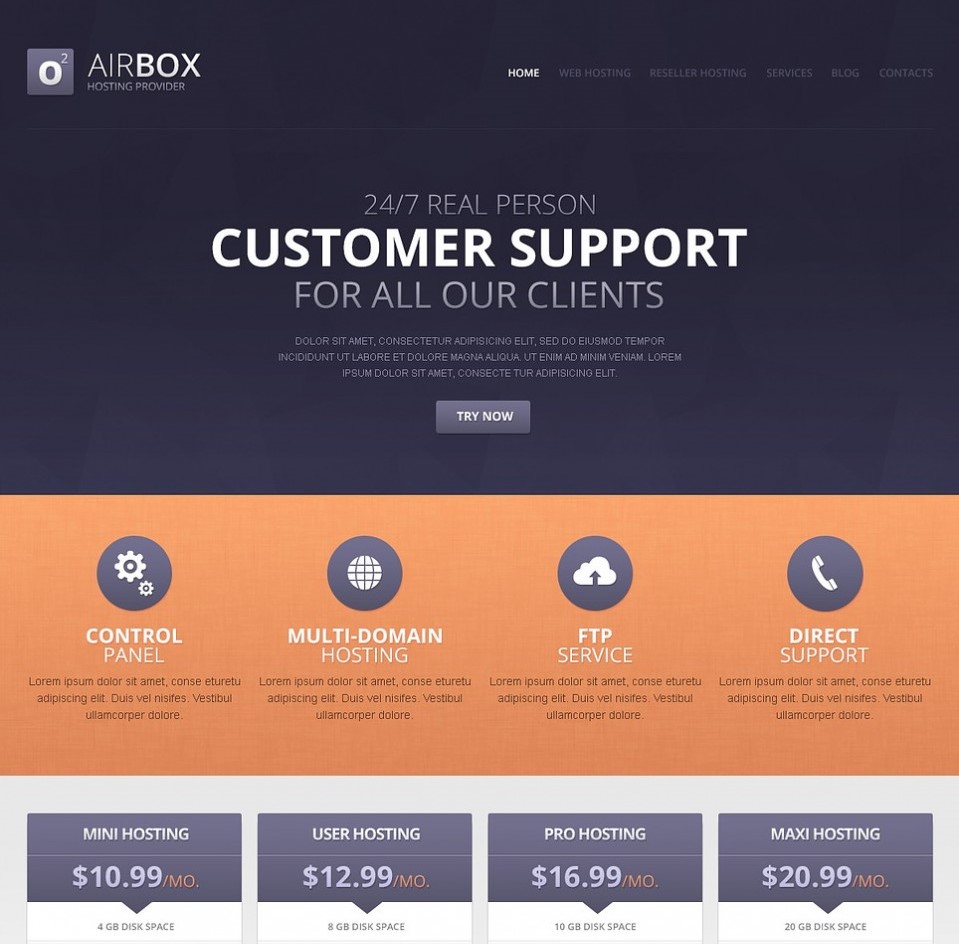 o2
AIRBOX
HOSTING PROVIDER
HOME WEB HOSTING RESELLER HOSTING SERVICES BLOG CONTACTS
24/7 REAL PERSON
CUSTOMER SUPPORT
FOR ALL OUR CLIENTS
DOLOR SIT AMET, CONSECTETUR ADIPISICING ELIT, SED DO EIUSMOD TEMPOR
INCIDIDUNT UT LABORE ET DOLORE MAGNA ALIQUA. UT ENIM AD MINIM VENIAM. LOREM
IPSUM DOLOR SIT AMET, CONSECTE TUR ADIPISICING ELIT.
TRY NOW
CONTROL
PANEL
Lorem ipsum dolor sit amet, conse ctetu
adipiscing elit. Duis vel nisifes. Vestibul
ullamcorper dolore.
MULTI-DOMAIN
HOSTING
Lorem ipsum dolor sit amet, conse ctetu
adipiscing elit. Duis vel nisifes. Vestibul
ullamcorper dolore.
FTP
SERVICE
Lorem ipsum dolor sit amet, conse ctetu
adipiscing elit. Duis vel nisifes. Vestibul
ullamcorper dolore.
DIRECT
SUPPORT
Lorem ipsum dolor sit amet, conse ctetu
adipiscing elit. Duis vel nisifes. Vestibul
ullamcorper dolore.
MINI HOSTING
$10.99/MO.
4 GB DISK SPACE
USER HOSTING
$12.99/MO.
8 GB DISK SPACE
PRO HOSTING
$16.99/MO.
10 GB DISK SPACE
MAXI HOSTING
$20.99/MO.
20 GB DISK SPACE